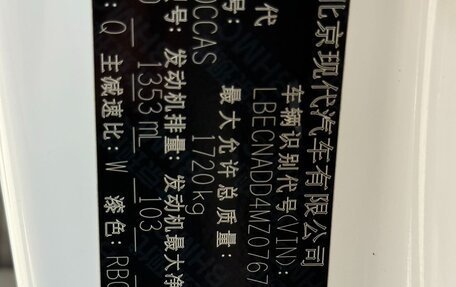 北京现代汽车有限公司
车辆识别代号(VIN):
LBECNADD4MZ0767
代
号: 最大允许总质量:
OCCAS 1720kg
号: 发动机排量: 发动机最大净
1353m 103
: Q 主减速比: W 漆色: RB